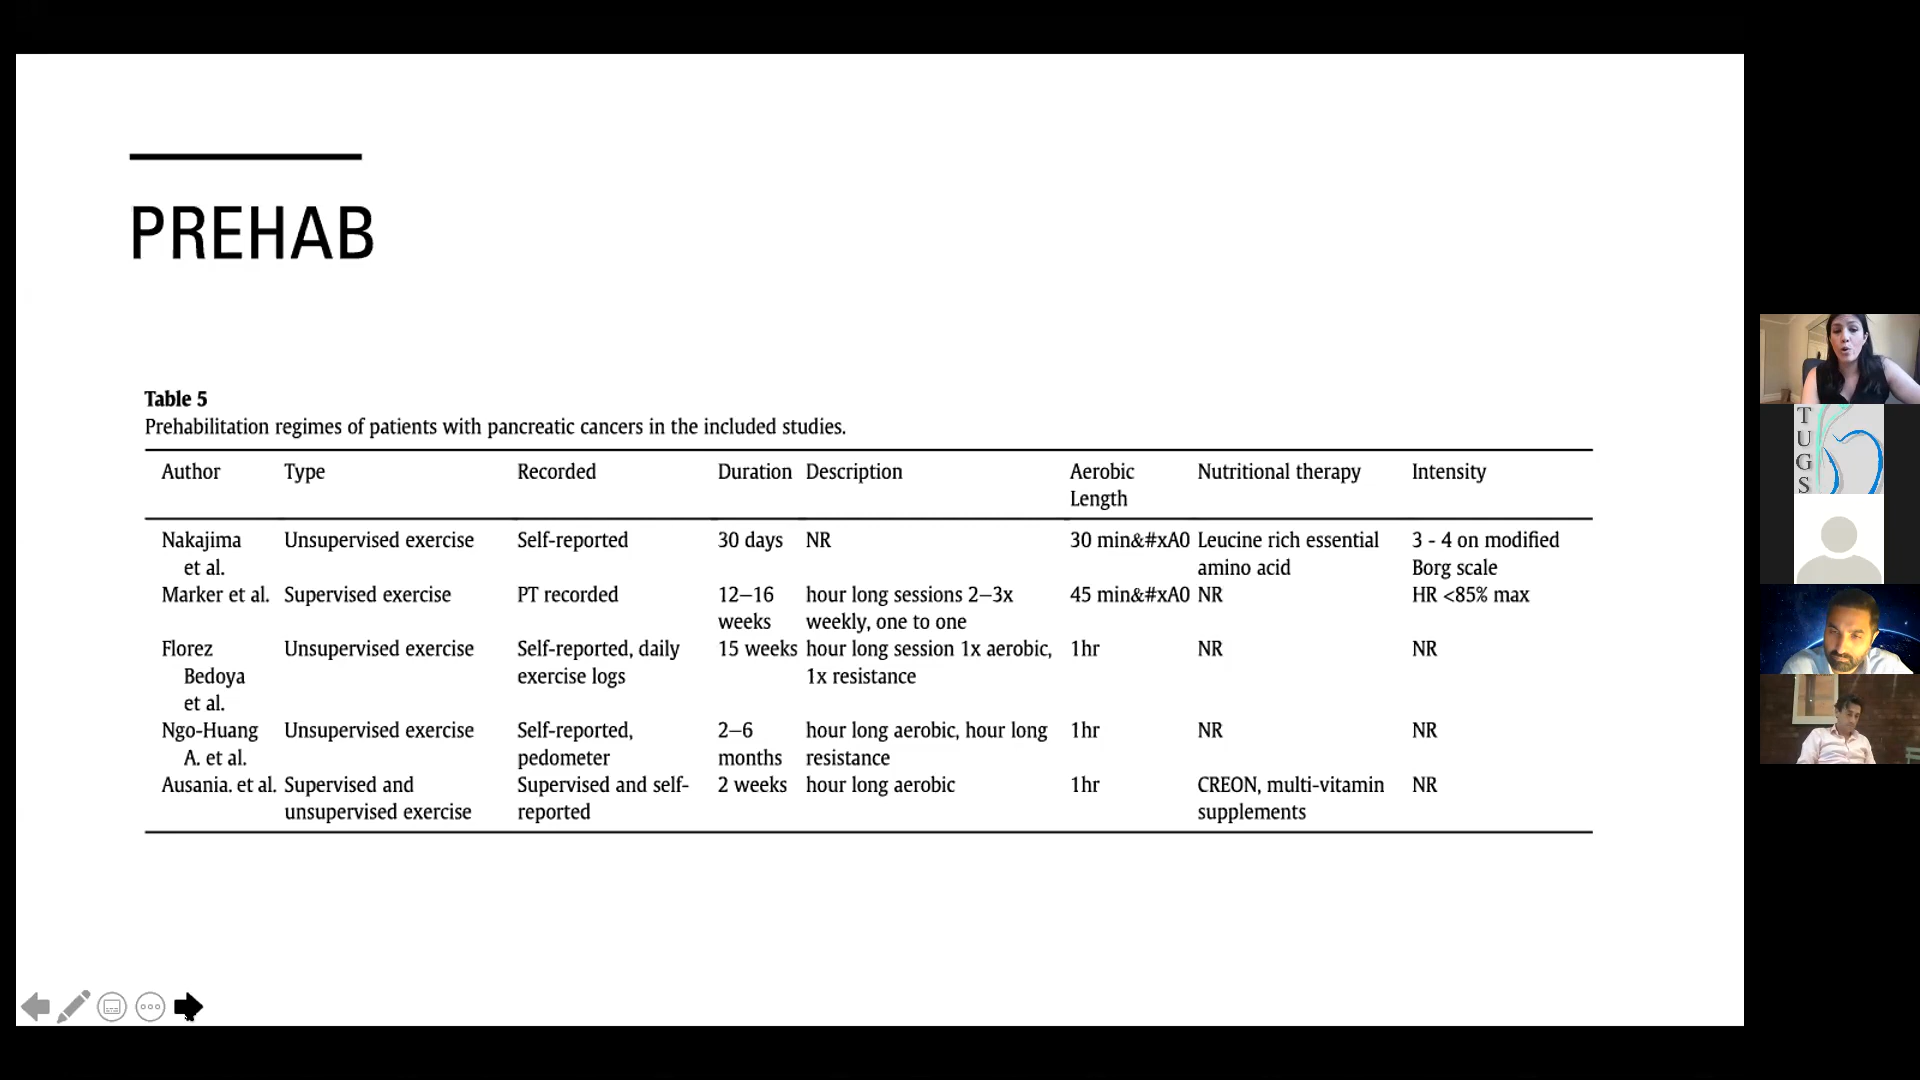 PREHAB
Table 5
Prehabilitation regimes of patients with pancreatic cancers in the included studies.
Author Type Recorded Duration Description Aerobic Length Nutritional therapy Intensity
Nakajima et al. Unsupervised exercise Self-reported 30 days NR 30 min&#xA0 Leucine rich essential amino acid 3 - 4 on modified Borg scale
Marker et al. Supervised exercise PT recorded 12–16 weeks hour long sessions 2–3x weekly, one to one 45 min&#xA0 NR HR <85% max
Florez Bedoya et al. Unsupervised exercise Self-reported, daily exercise logs 15 weeks hour long session 1x aerobic, 1x resistance 1hr NR NR
Ngo-Huang A. et al. Unsupervised exercise Self-reported, pedometer 2–6 months hour long aerobic, hour long resistance 1hr NR NR
Ausania. et al. Supervised and unsupervised exercise Supervised and self-reported 2 weeks hour long aerobic 1hr CREON, multi-vitamin supplements NR
TUGS